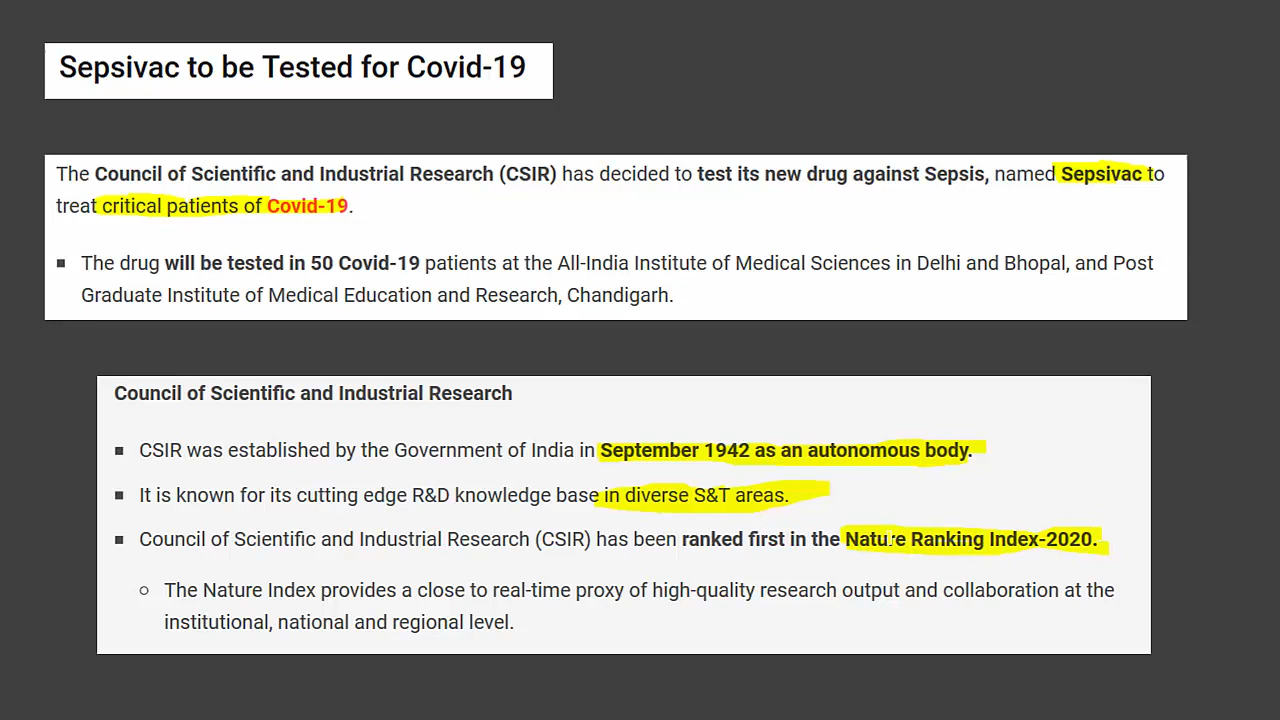 Sepsivac to be Tested for Covid-19
The Council of Scientific and Industrial Research (CSIR) has decided to test its new drug against Sepsis, named Sepsivac to
treat critical patients of Covid-19.
▪ The drug will be tested in 50 Covid-19 patients at the All-India Institute of Medical Sciences in Delhi and Bhopal, and Post
Graduate Institute of Medical Education and Research, Chandigarh.
Council of Scientific and Industrial Research
▪ CSIR was established by the Government of India in September 1942 as an autonomous body.
▪ It is known for its cutting edge R&D knowledge base in diverse S&T areas.
▪ Council of Scientific and Industrial Research (CSIR) has been ranked first in the Nature Ranking Index-2020.
○ The Nature Index provides a close to real-time proxy of high-quality research output and collaboration at the
institutional, national and regional level.